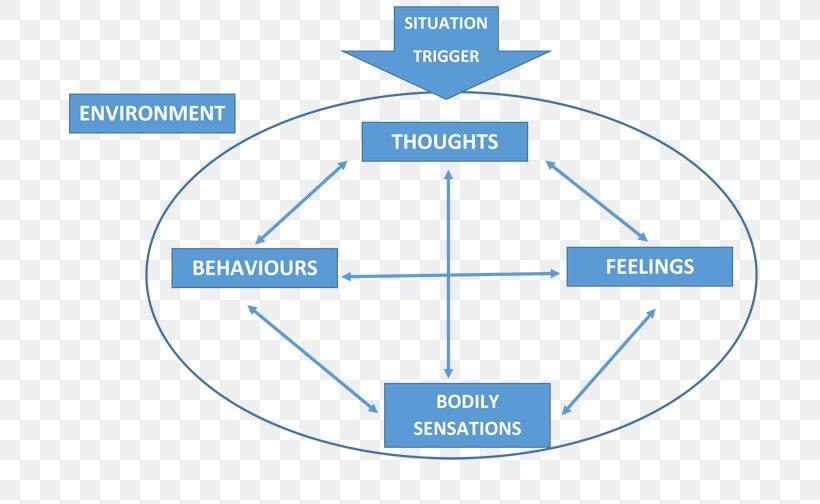 SITUATION
TRIGGER
ENVIRONMENT
THOUGHTS
BEHAVIOURS
FEELINGS
BODILY
SENSATIONS